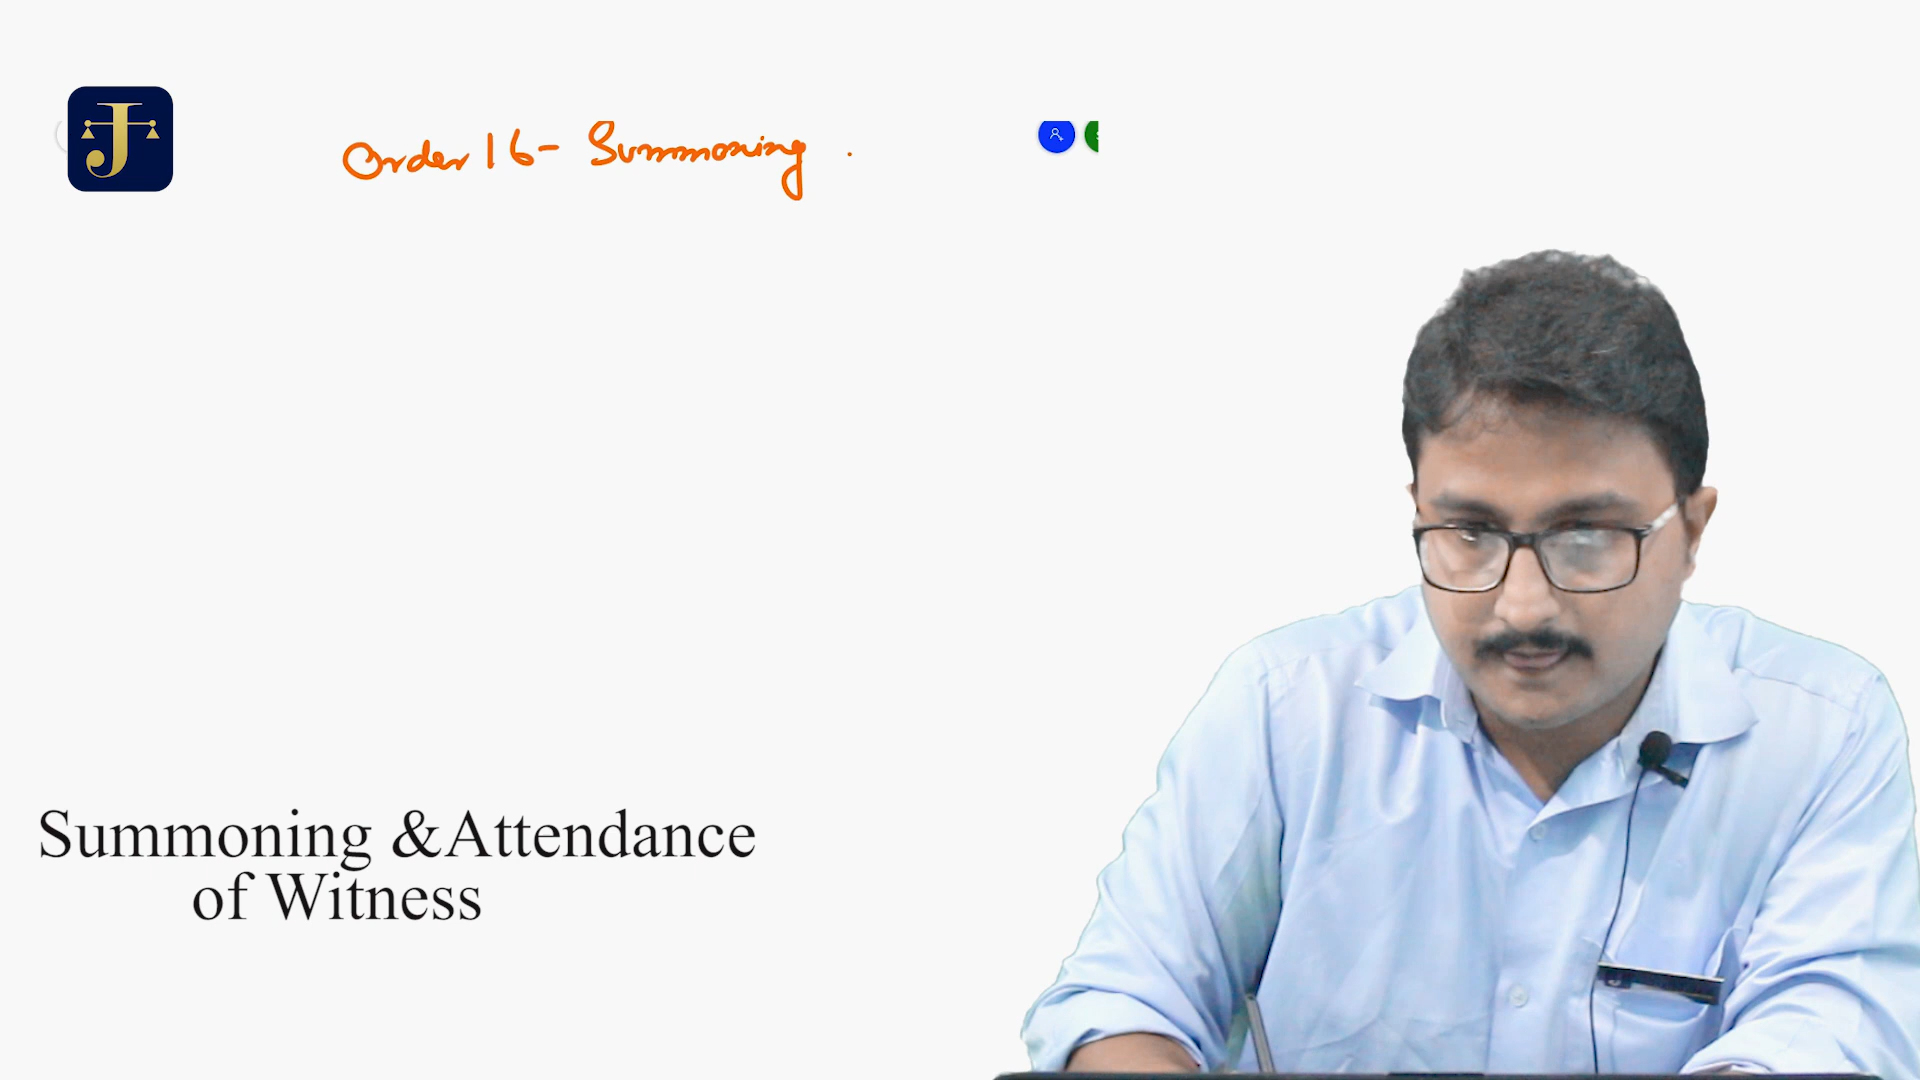 J
Order 16- Summoning .
Summoning &Attendance
of Witness